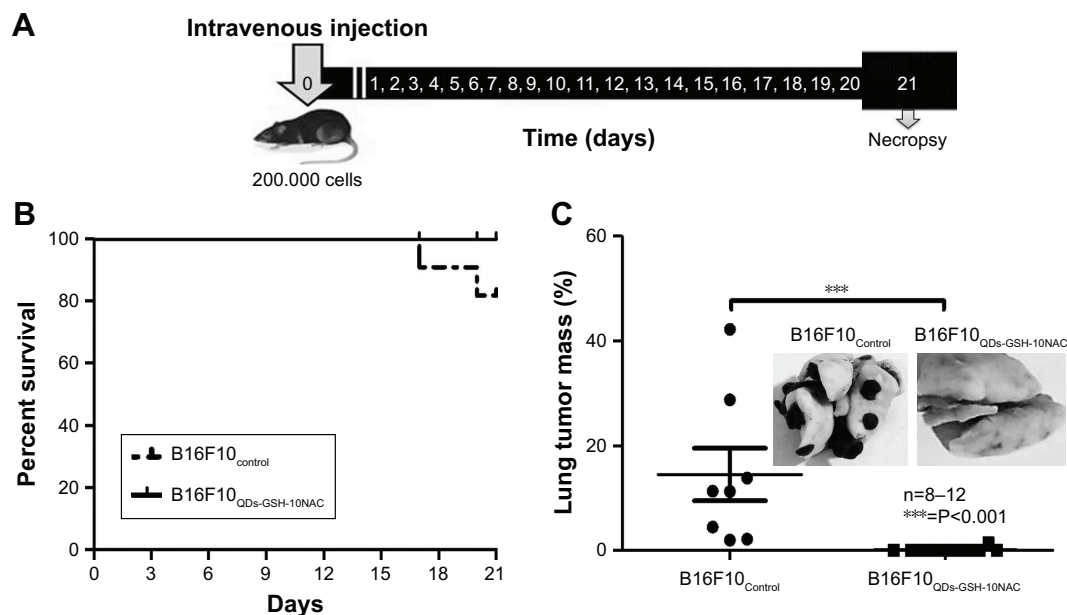 A
Intravenous injection
0
1, 2, 3, 4, 5, 6, 7, 8, 9, 10, 11, 12, 13, 14, 15, 16, 17, 18, 19, 20
21
Time (days)
Necropsy
200.000 cells
B
Percent survival
100
80
60
40
20
0
B16F10control
B16F10QDs-GSH-10NAC
0 3 6 9 12 15 18 21
Days
C
Lung tumor mass (%)
60
40
20
0
***
B16F10Control
B16F10QDs-GSH-10NAC
n=8–12
***=P<0.001
B16F10Control
B16F10QDs-GSH-10NAC